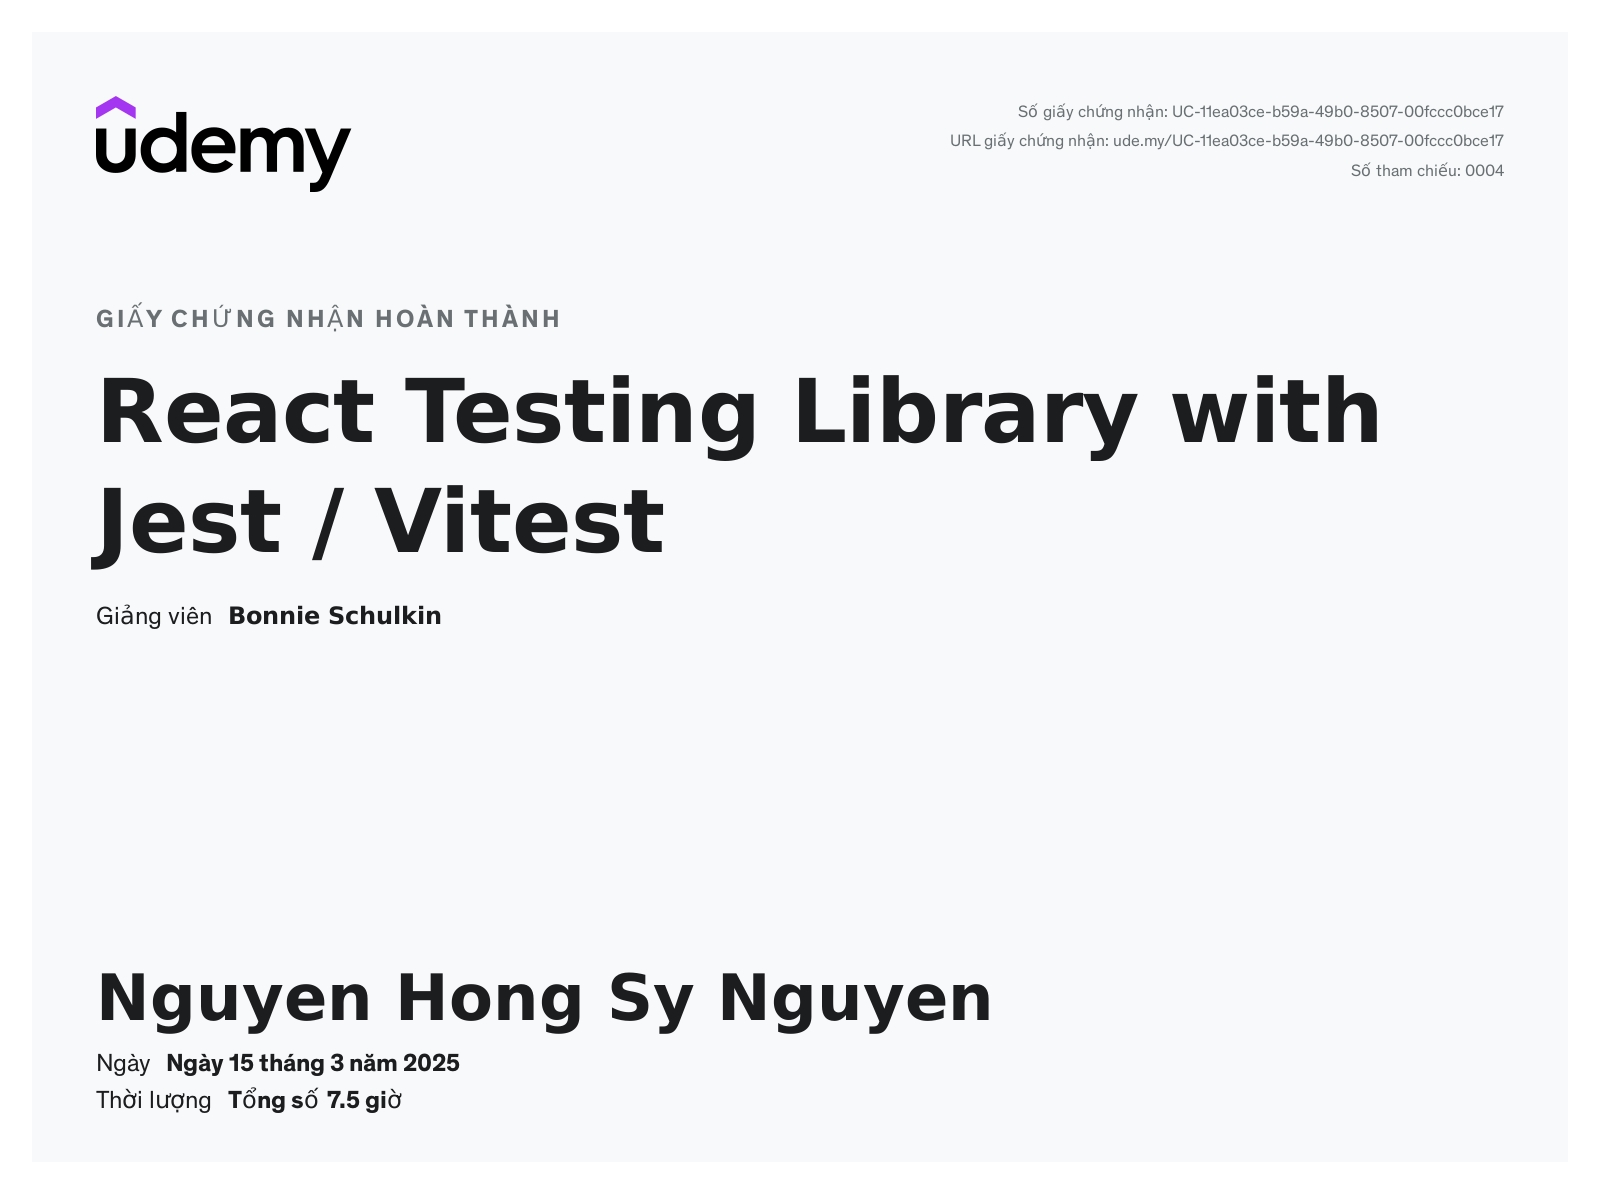 udemy
Số giấy chứng nhận: UC-11ea03ce-b59a-49b0-8507-00fccc0bce17
URL giấy chứng nhận: ude.my/UC-11ea03ce-b59a-49b0-8507-00fccc0bce17
Số tham chiếu: 0004
GIẤY CHỨNG NHẬN HOÀN THÀNH
React Testing Library with
Jest / Vitest
Giảng viên Bonnie Schulkin
Nguyen Hong Sy Nguyen
Ngày Ngày 15 tháng 3 năm 2025
Thời lượng Tổng số 7.5 giờ